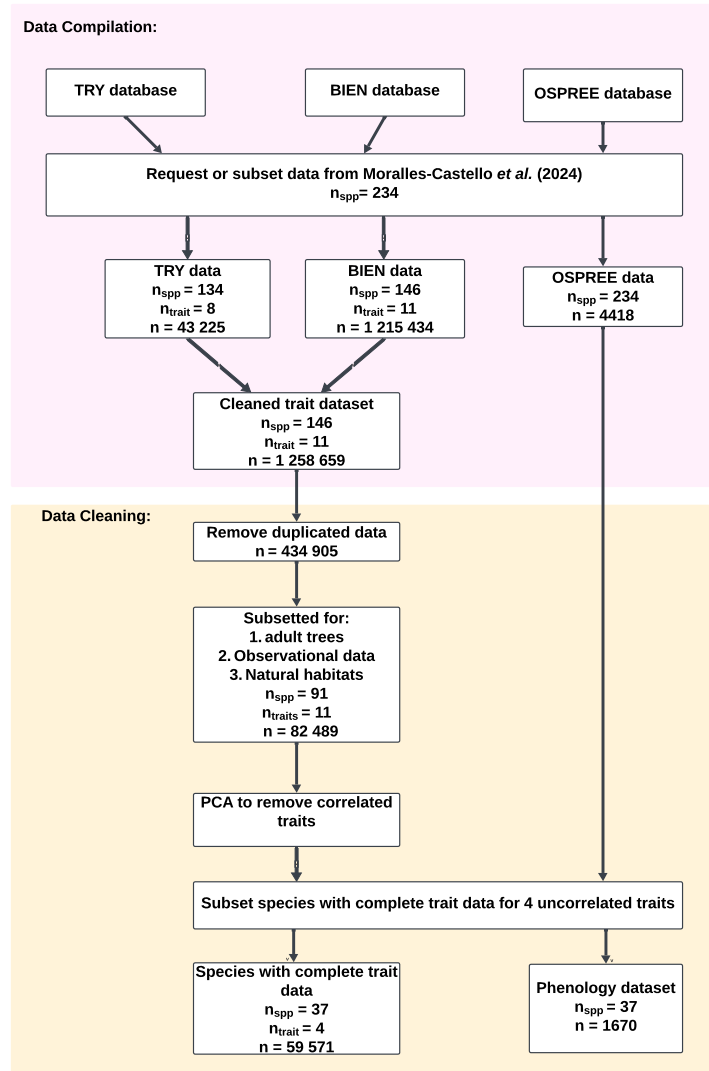 Data Compilation:
TRY database
BIEN database
OSPREE database
Request or subset data from Moralles-Castello et al. (2024)
nspp= 234
TRY data
nspp = 134
ntrait = 8
n = 43 225
BIEN data
nspp = 146
ntrait = 11
n = 1 215 434
OSPREE data
nspp = 234
n = 4418
Cleaned trait dataset
nspp = 146
ntrait = 11
n = 1 258 659
Data Cleaning:
Remove duplicated data
n = 434 905
Subsetted for:
1. adult trees
2. Observational data
3. Natural habitats
nspp = 91
ntraits = 11
n = 82 489
PCA to remove correlated
traits
Subset species with complete trait data for 4 uncorrelated traits
Species with complete trait
data
nspp = 37
ntrait = 4
n = 59 571
Phenology dataset
nspp = 37
n = 1670